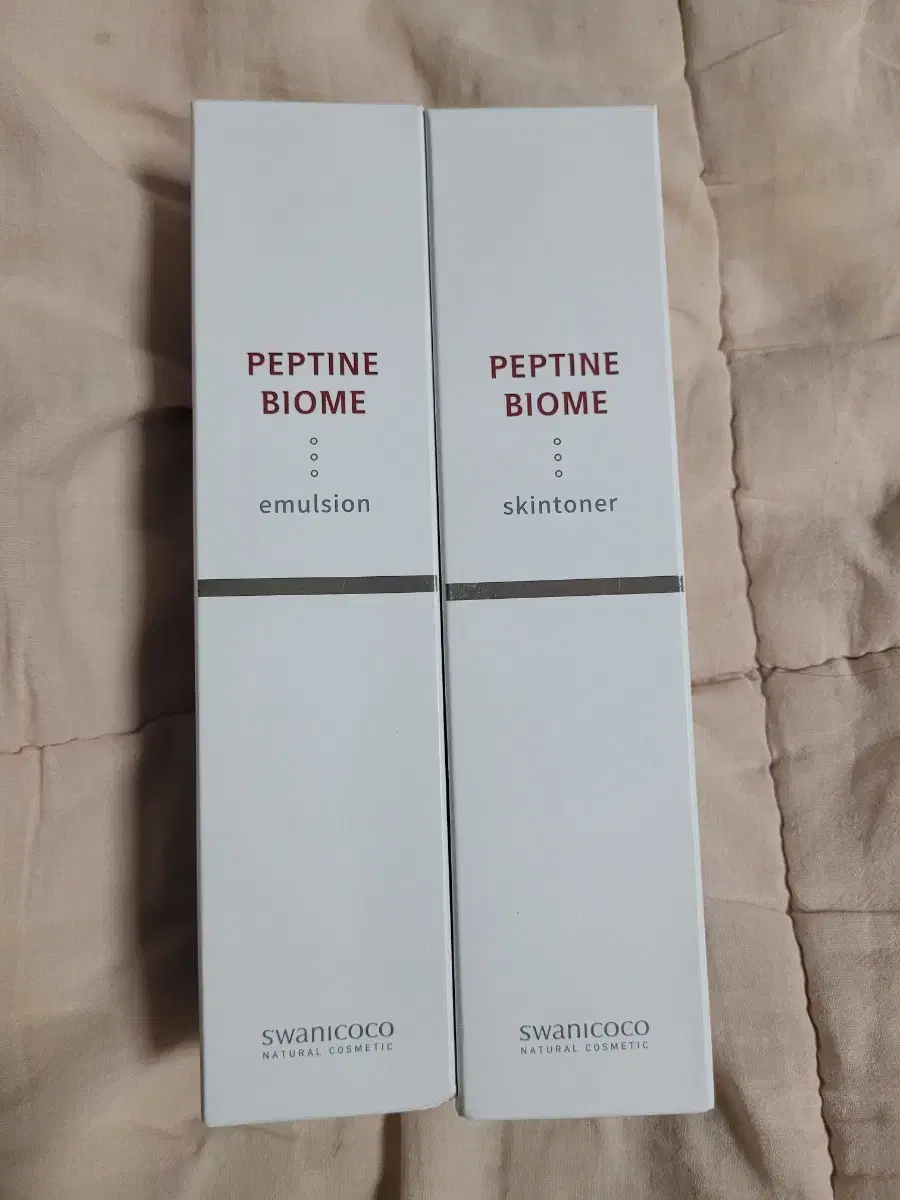 PEPTINE
BIOME
emulsion
swanicoco
NATURAL COSMETIC
PEPTINE
BIOME
skintoner
swanicoco
NATURAL COSMETIC